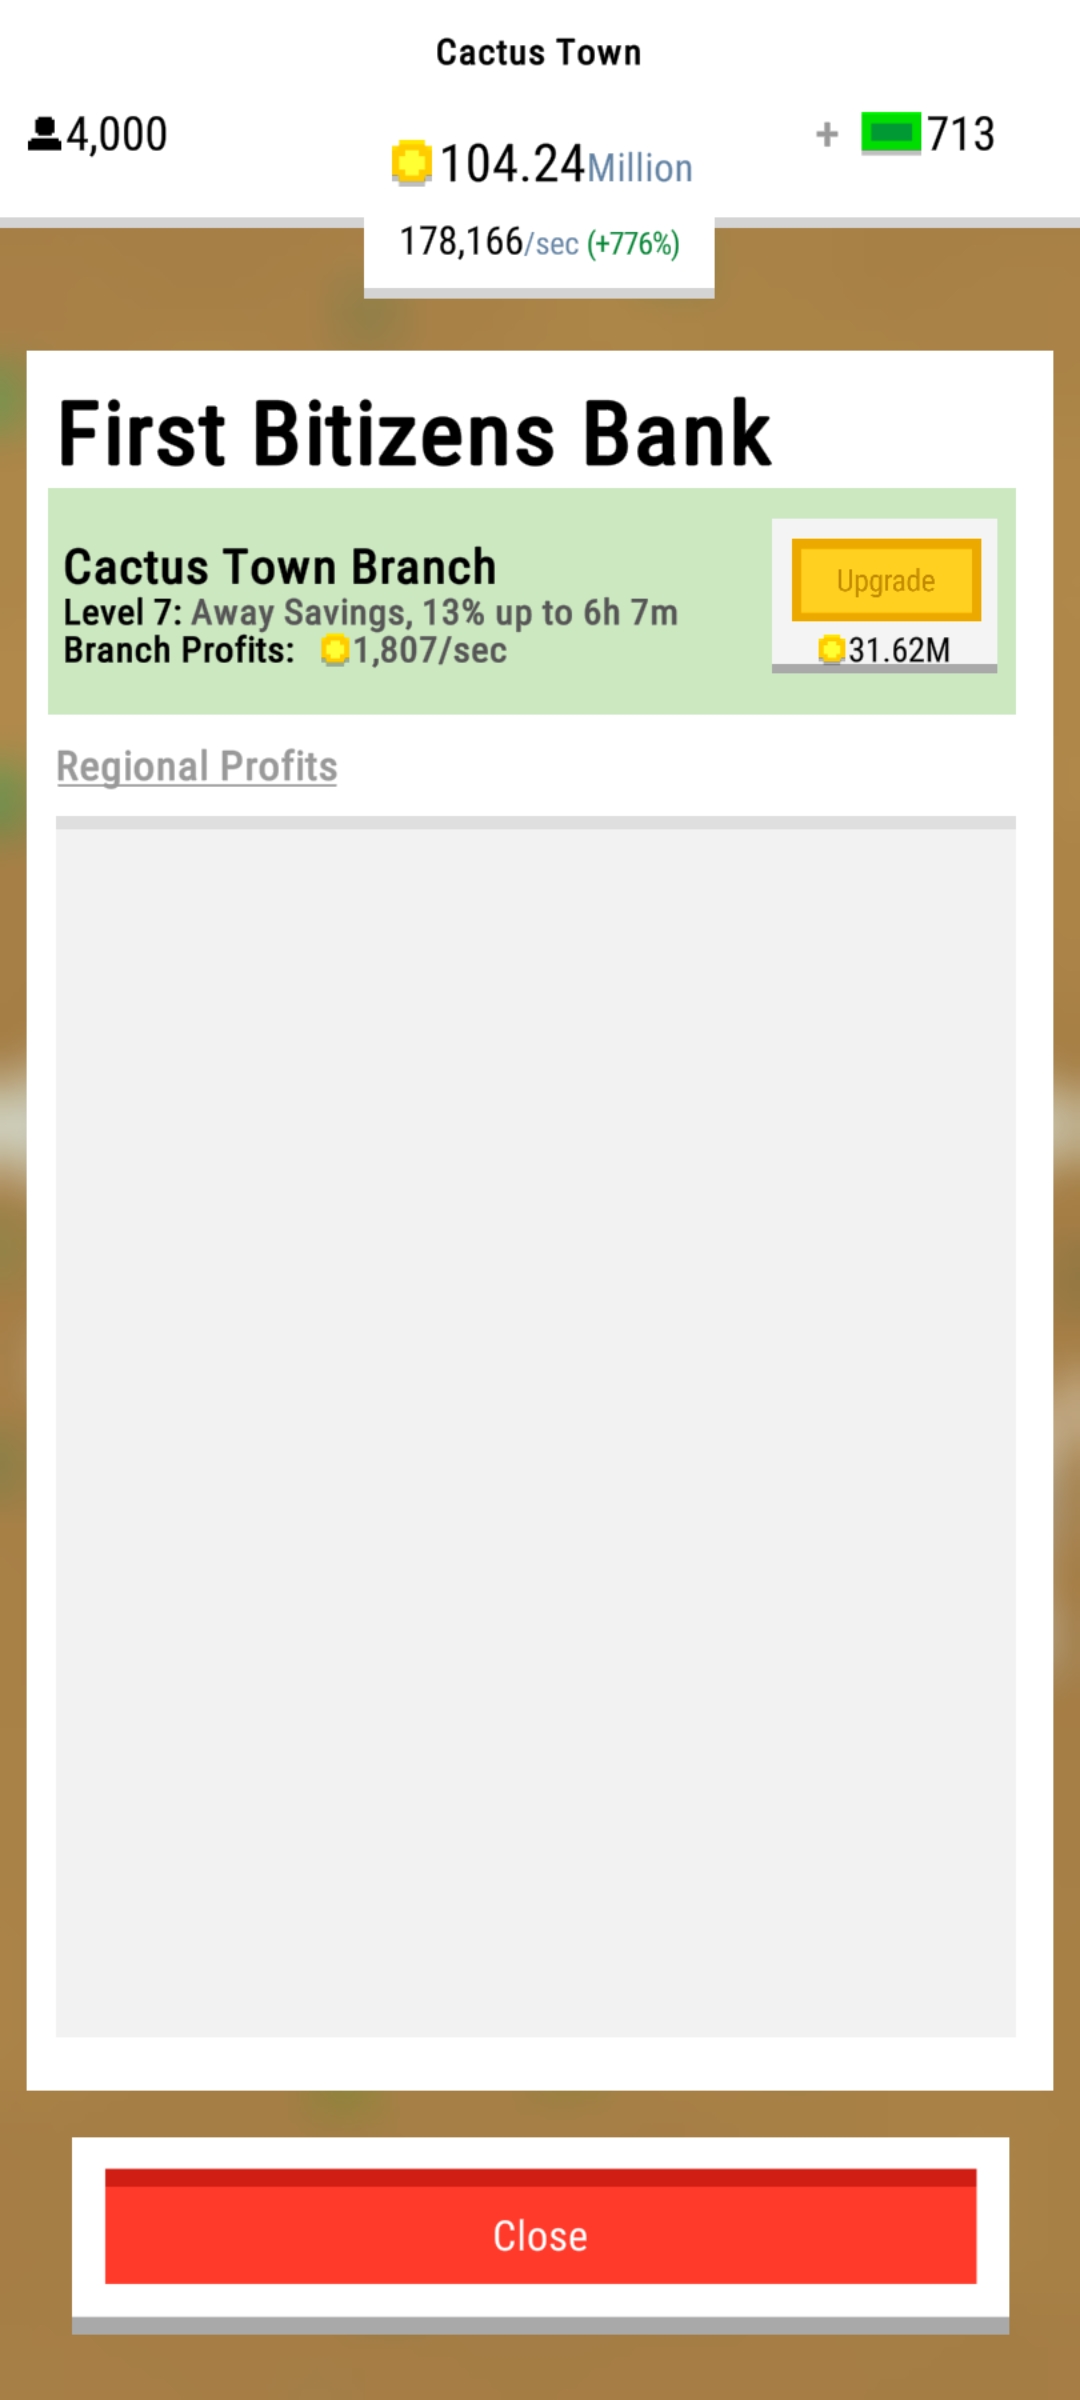 Cactus Town
4,000
104.24Million
+ 713
178,166/sec (+776%)
First Bitizens Bank
Cactus Town Branch
Level 7: Away Savings, 13% up to 6h 7m
Branch Profits: 1,807/sec
Upgrade
31.62M
Regional Profits
Close